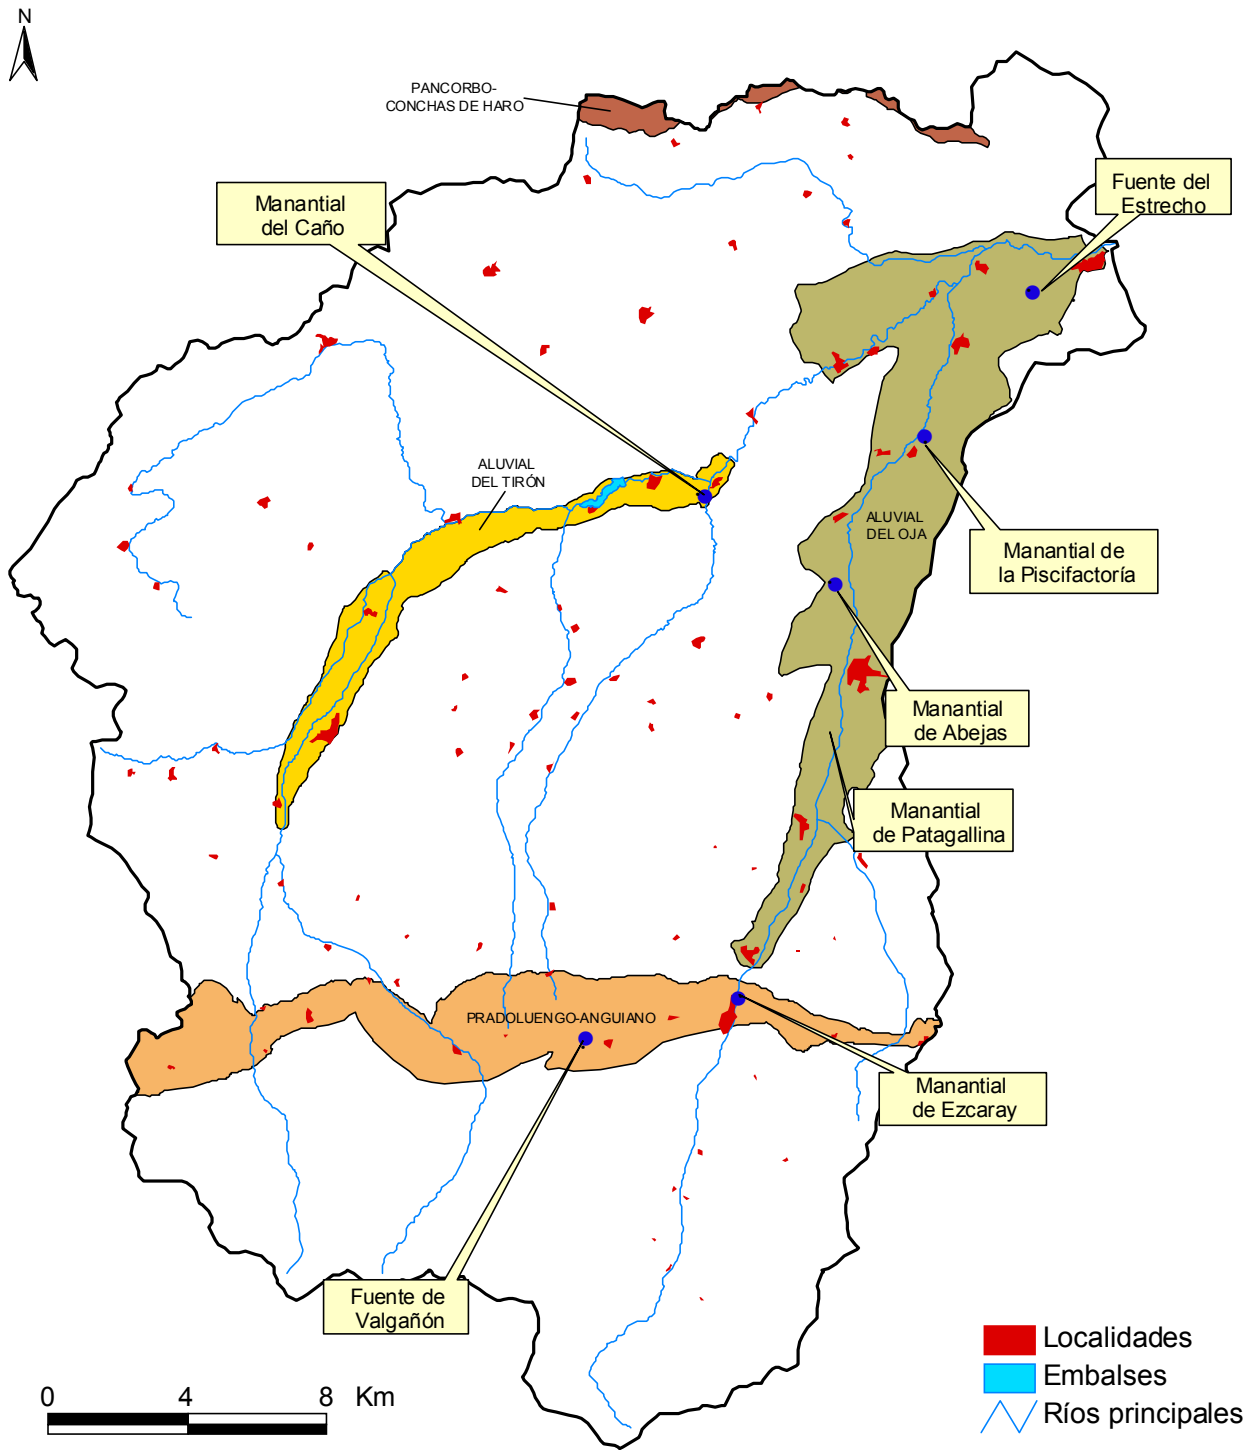 N
PANCORBO-
CONCHAS DE HARO
Manantial
del Caño
Fuente del
Estrecho
ALUVIAL
DEL TIRÓN
ALUVIAL
DEL OJA
Manantial de
la Piscifactoría
Manantial
de Abejas
Manantial
de Patagallina
PRADOLUENGO-ANGUIANO
Manantial
de Ezcaray
Fuente de
Valgañón
Localidades
Embalses
Ríos principales
0 4 8 Km